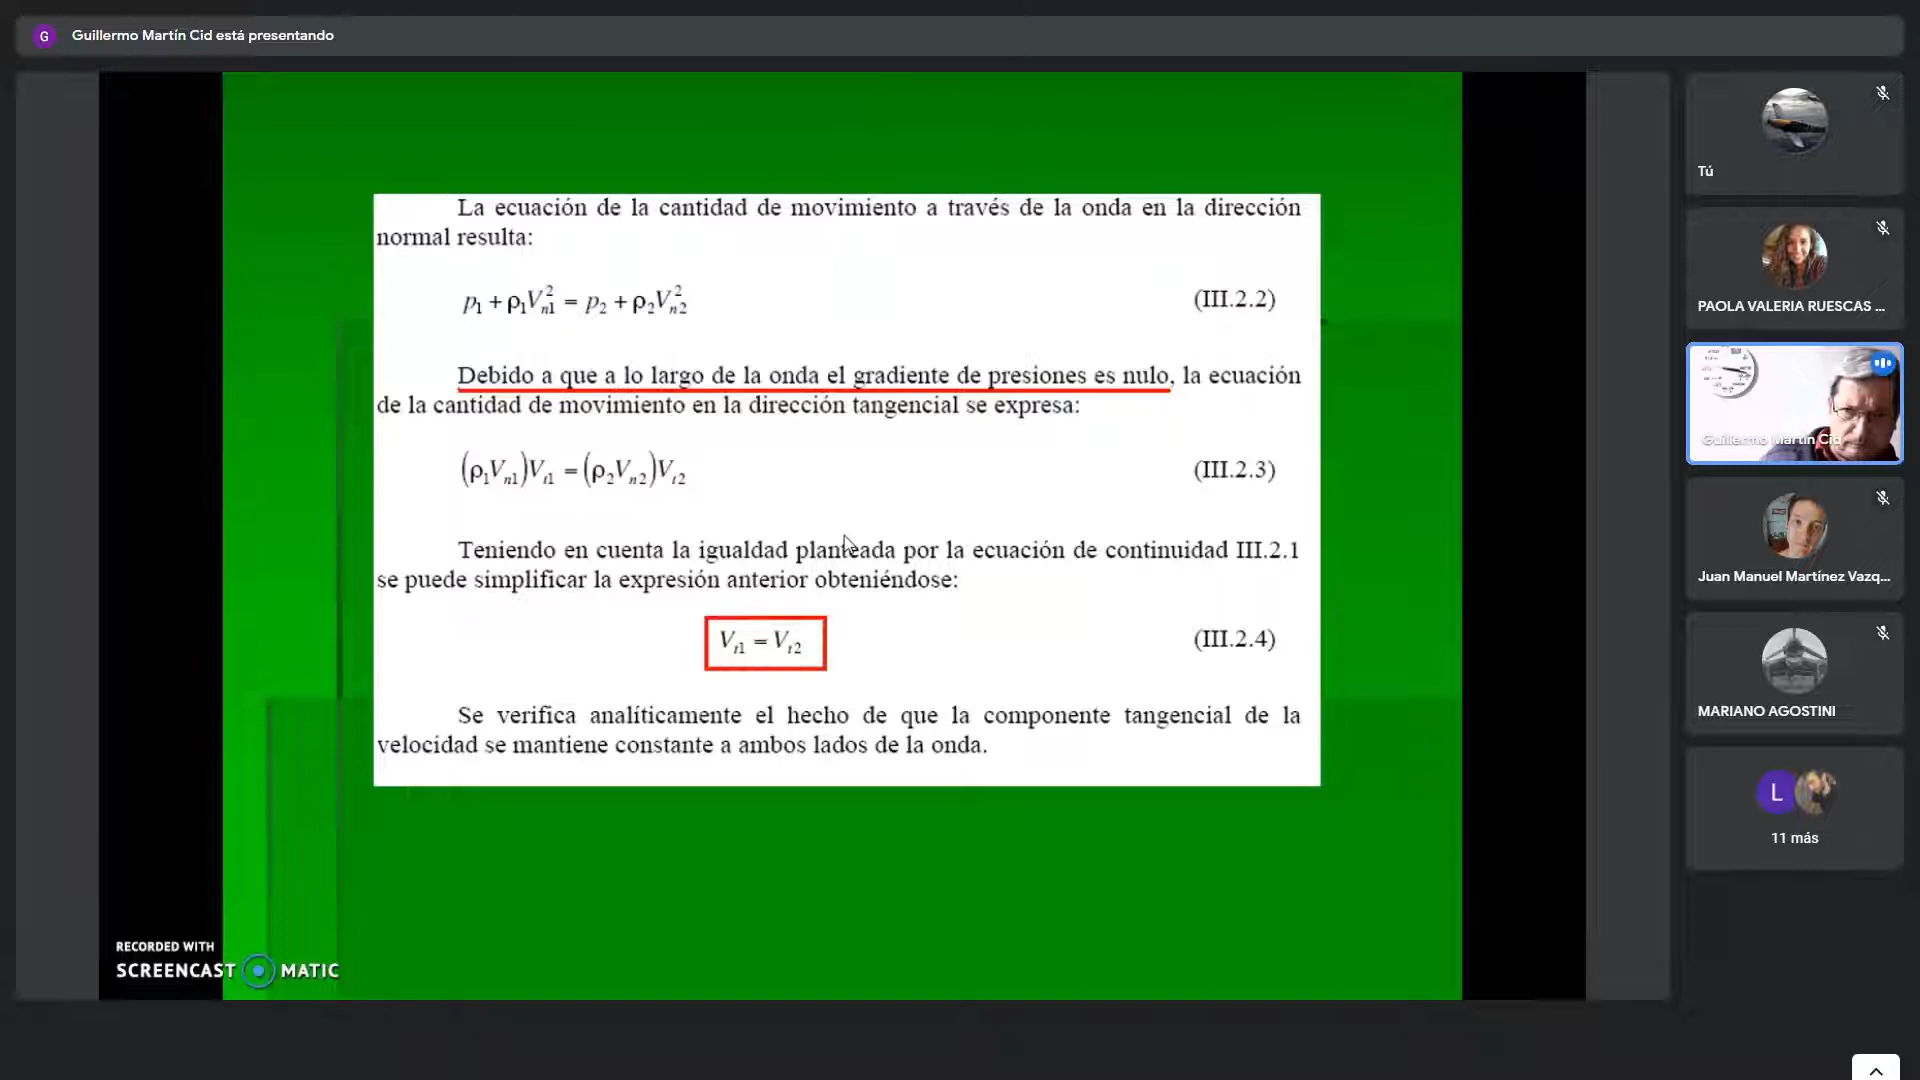 G Guillermo Martín Cid está presentando
La ecuación de la cantidad de movimiento a través de la onda en la dirección
normal resulta:
p₁ + ρ₁V²ₙ₁ = p₂ + ρ₂V²ₙ₂ (III.2.2)
Debido a que a lo largo de la onda el gradiente de presiones es nulo, la ecuación
de la cantidad de movimiento en la dirección tangencial se expresa:
(ρ₁Vₙ₁)Vₜ₁ = (ρ₂Vₙ₂)Vₜ₂ (III.2.3)
Teniendo en cuenta la igualdad planteada por la ecuación de continuidad III.2.1
se puede simplificar la expresión anterior obteniéndose:
Vₜ₁ = Vₜ₂ (III.2.4)
Se verifica analíticamente el hecho de que la componente tangencial de la
velocidad se mantiene constante a ambos lados de la onda.
RECORDED WITH
SCREENCAST MATIC
Tú
PAOLA VALERIA RUESCAS ...
Guillermo Martín Cid
Juan Manuel Martínez Vazq...
MARIANO AGOSTINI
L
11 más